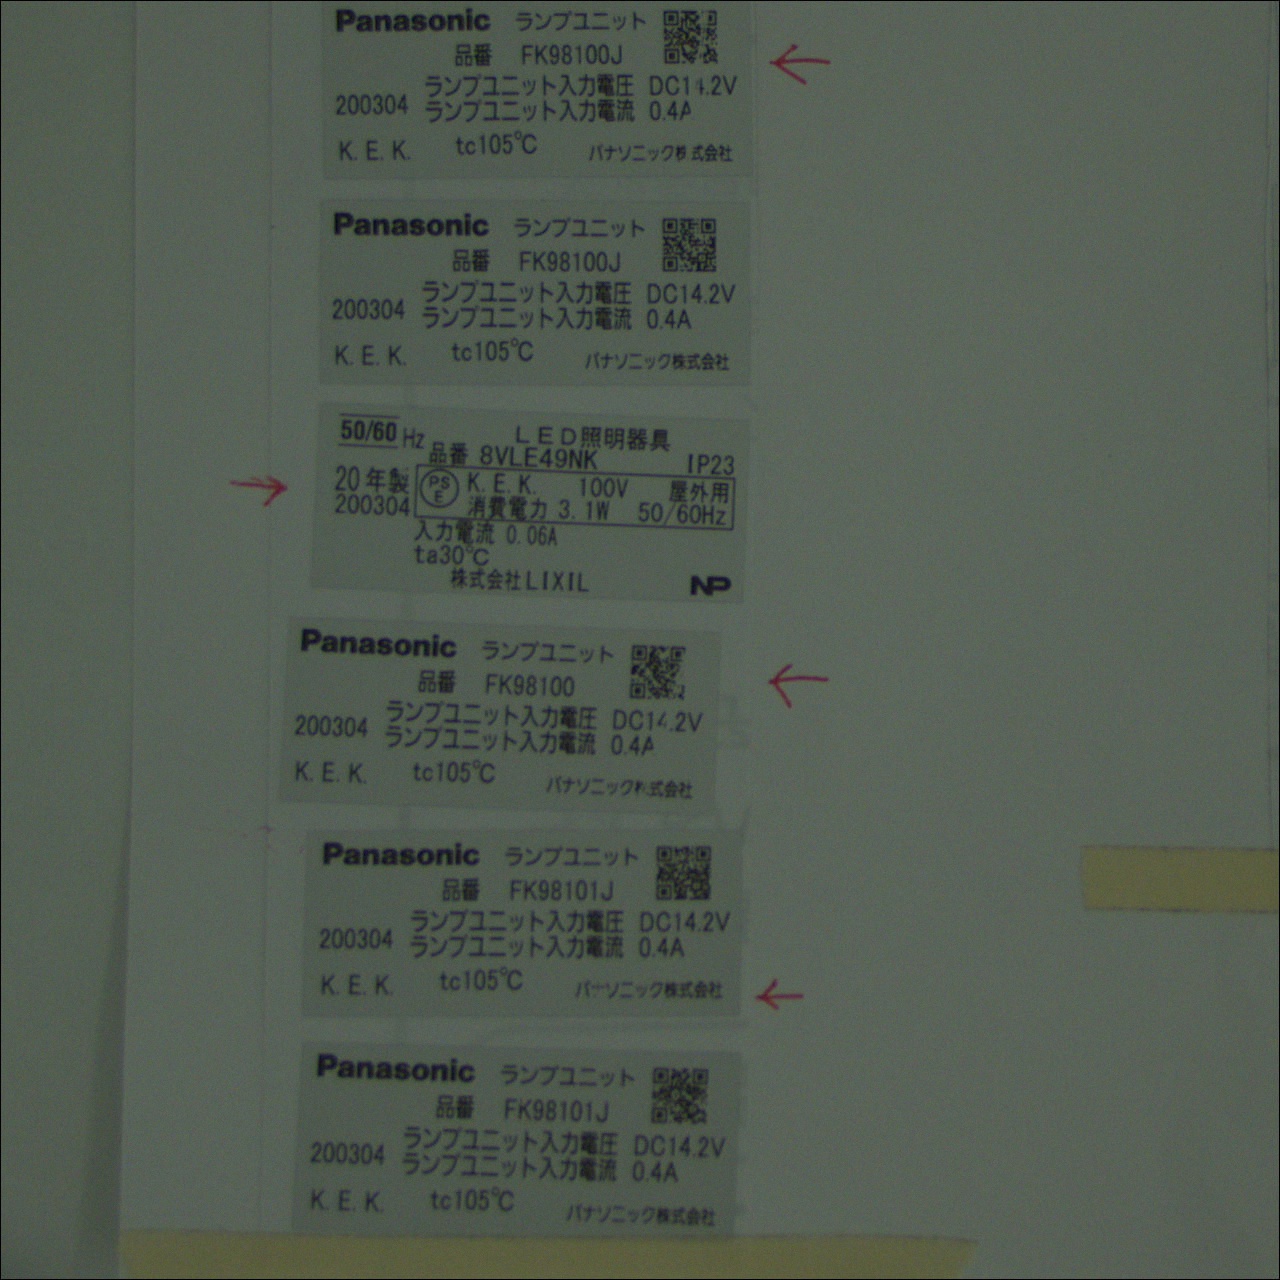 Panasonic ランプユニット
品番 FK98100J
ランプユニット入力電圧 DC14.2V
200304 ランプユニット入力電流 0.4A
K. E. K. tc105℃ パナソニック株式会社
Panasonic ランプユニット
品番 FK98100J
ランプユニット入力電圧 DC14.2V
200304 ランプユニット入力電流 0.4A
K. E. K. tc105℃ パナソニック株式会社
50/60 Hz LED照明器具
品番 8VLE49NK IP23
20年製 PSE K. E. K. 100V 屋外用
200304 消費電力 3.1W 50/60Hz
入力電流 0.06A
ta30℃
株式会社LIXIL NP
Panasonic ランプユニット
品番 FK98100
ランプユニット入力電圧 DC14.2V
200304 ランプユニット入力電流 0.4A
K. E. K. tc105℃ パナソニック株式会社
Panasonic ランプユニット
品番 FK98101J
ランプユニット入力電圧 DC14.2V
200304 ランプユニット入力電流 0.4A
K. E. K. tc105℃ パナソニック株式会社
Panasonic ランプユニット
品番 FK98101J
ランプユニット入力電圧 DC14.2V
200304 ランプユニット入力電流 0.4A
K. E. K. tc105℃ パナソニック株式会社